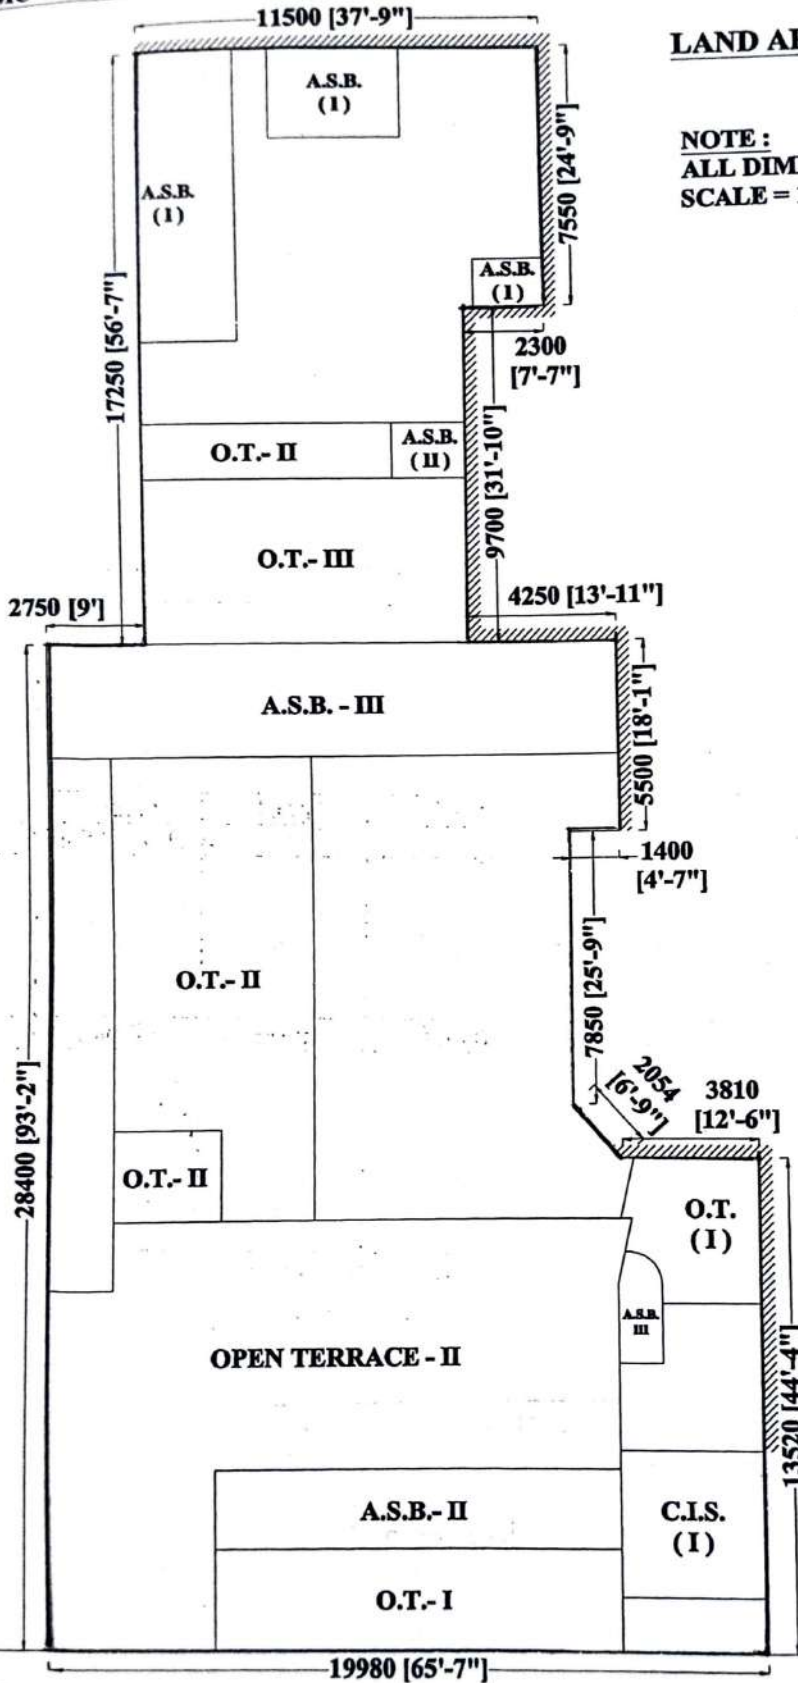 11500 [37'-9"]
LAND AR
NOTE :
ALL DIM
SCALE =
A.S.B.
(1)
A.S.B.
(1)
7550 [24'-9"]
A.S.B.
(1)
17250 [56'-7"]
2300
[7'-7"]
O.T.- II
A.S.B.
(II)
9700 [31'-10"]
O.T.- III
2750 [9']
4250 [13'-11"]
A.S.B. - III
5500 [18'-1"]
1400
[4'-7"]
O.T.- II
7850 [25'-9"]
28400 [93'-2"]
2054
[6'-9"]
3810
[12'-6"]
O.T.- II
O.T.
( I )
A.S.B.
III
OPEN TERRACE - II
13520 [44'-4"]
A.S.B.- II
C.I.S.
( I )
O.T.- I
19980 [65'-7"]